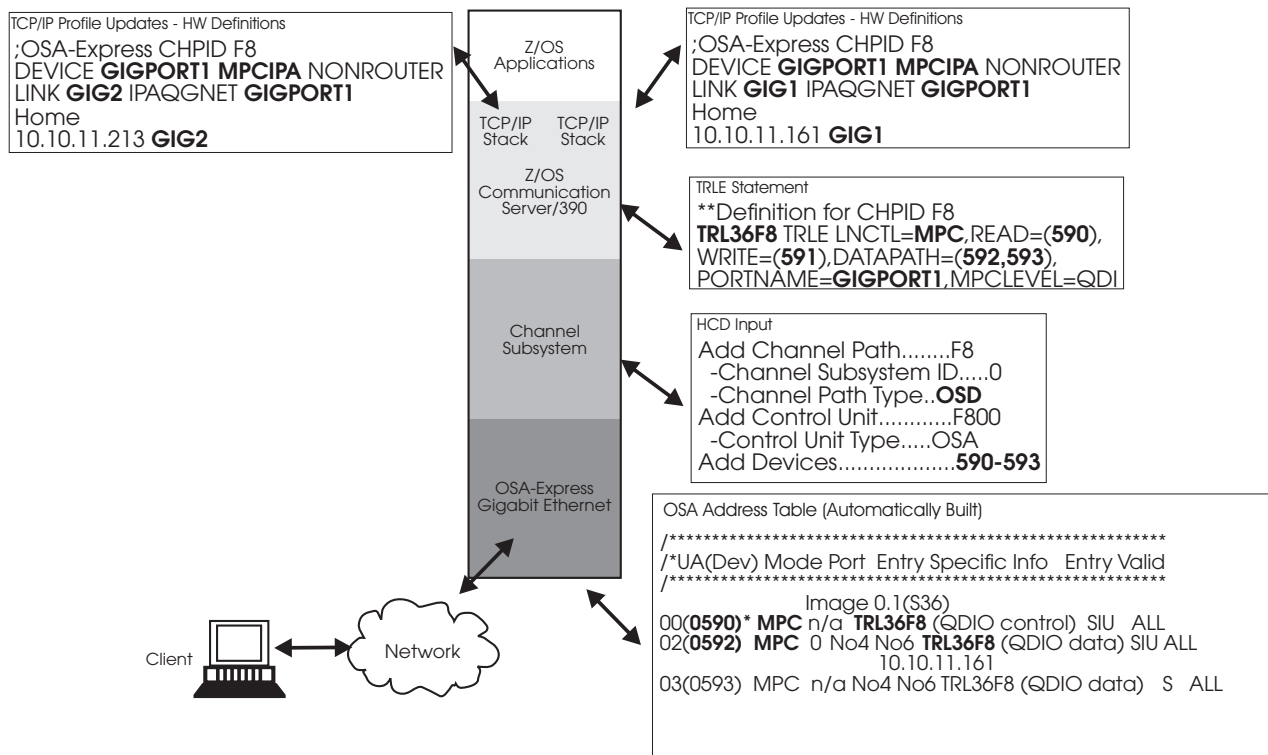 TCP/IP Profile Updates - HW Definitions
;OSA-Express CHPID F8
DEVICE GIGPORT1 MPCIPA NONROUTER
LINK GIG2 IPAQGNET GIGPORT1
Home
10.10.11.213 GIG2
Z/OS
Applications
TCP/IP
Stack
TCP/IP
Stack
Z/OS
Communication
Server/390
Channel
Subsystem
OSA-Express
Gigabit Ethernet
TCP/IP Profile Updates - HW Definitions
;OSA-Express CHPID F8
DEVICE GIGPORT1 MPCIPA NONROUTER
LINK GIG1 IPAQGNET GIGPORT1
Home
10.10.11.161 GIG1
TRLE Statement
**Definition for CHPID F8
TRL36F8 TRLE LNCTL=MPC,READ=(590),
WRITE=(591),DATAPATH=(592,593),
PORTNAME=GIGPORT1,MPCLEVEL=QDI
HCD Input
Add Channel Path........F8
-Channel Subsystem ID.....0
-Channel Path Type..OSD
Add Control Unit............F800
-Control Unit Type.....OSA
Add Devices...................590-593
OSA Address Table (Automatically Built)
/***********************************************************
/*UA(Dev) Mode Port Entry Specific Info Entry Valid
/***********************************************************
Image 0.1(S36)
00(0590)* MPC n/a TRL36F8 (QDIO control) SIU ALL
02(0592) MPC 0 No4 No6 TRL36F8 (QDIO data) SIU ALL
10.10.11.161
03(0593) MPC n/a No4 No6 TRL36F8 (QDIO data) S ALL
Client
Network